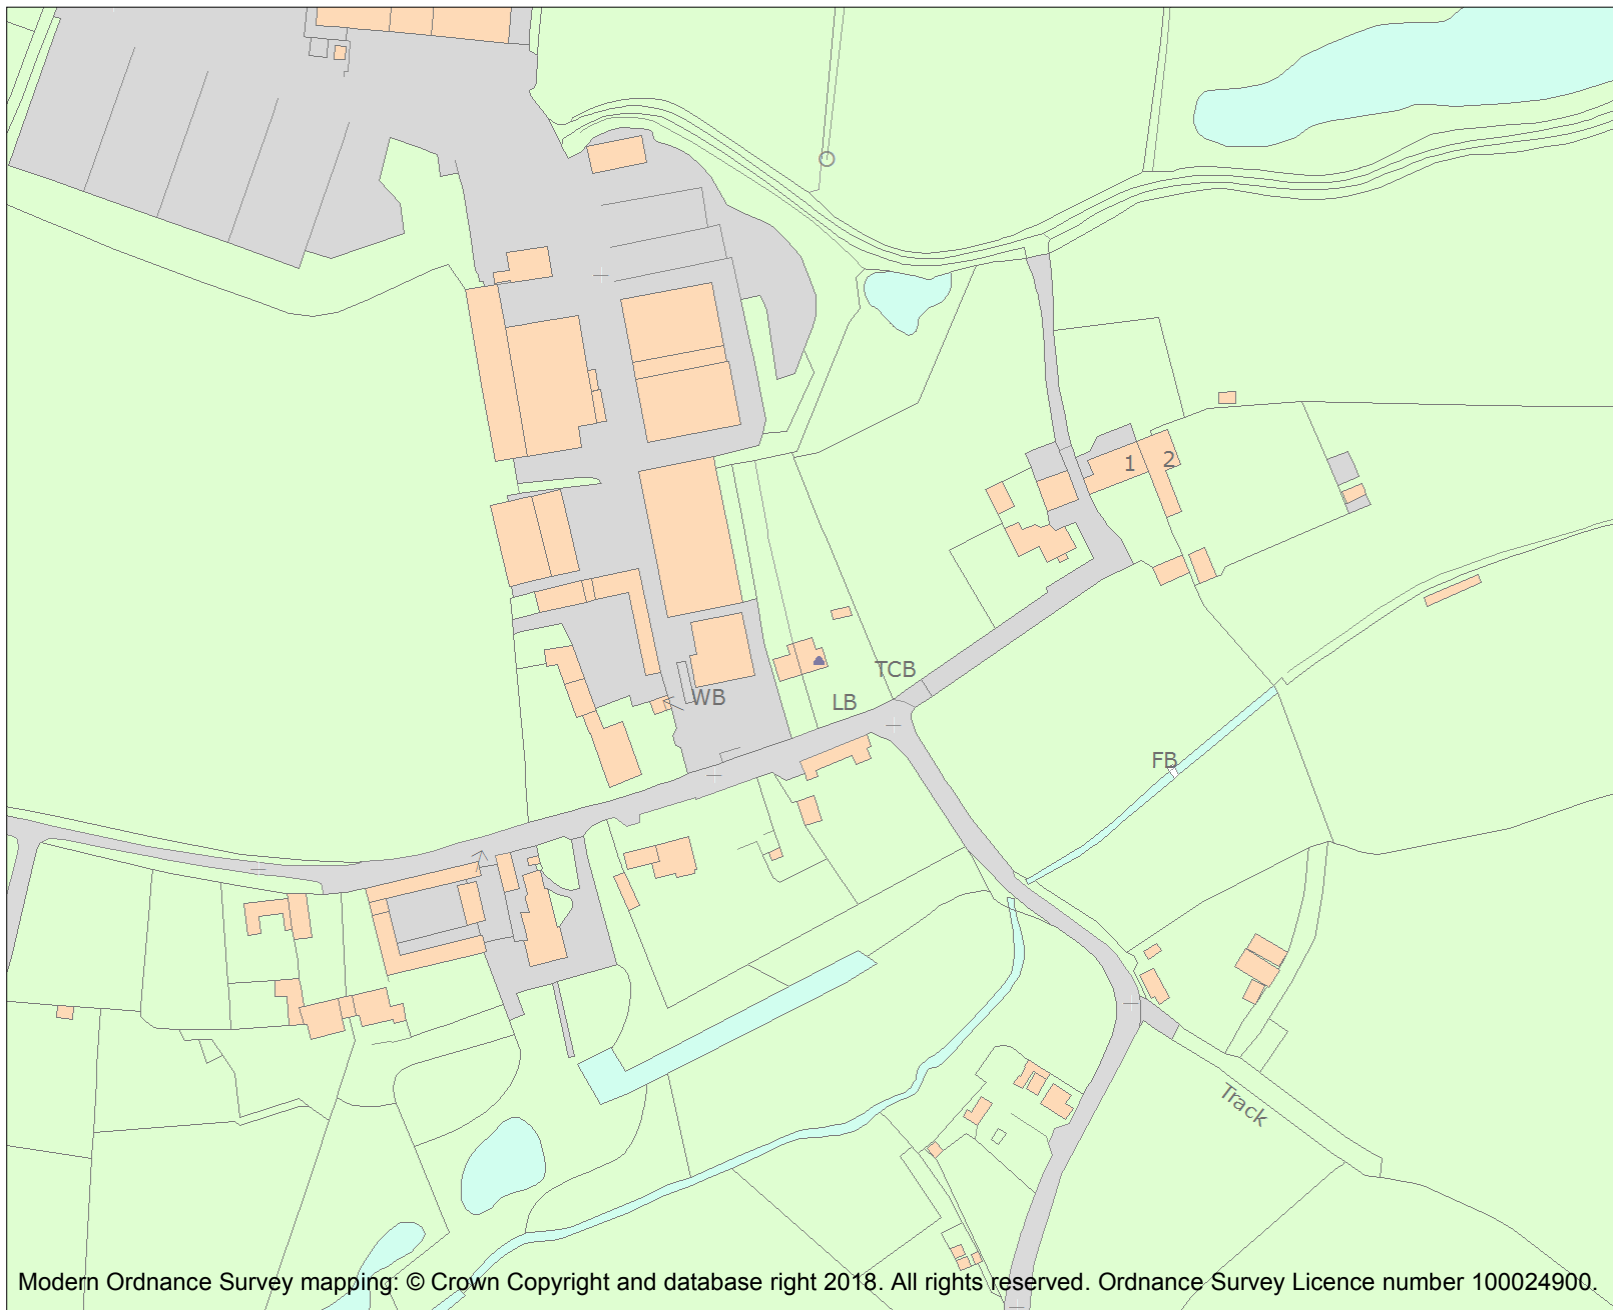 1
2
TCB
WB
LB
FB
Track
Modern Ordnance Survey mapping: © Crown Copyright and database right 2018. All rights reserved. Ordnance Survey Licence number 100024900.